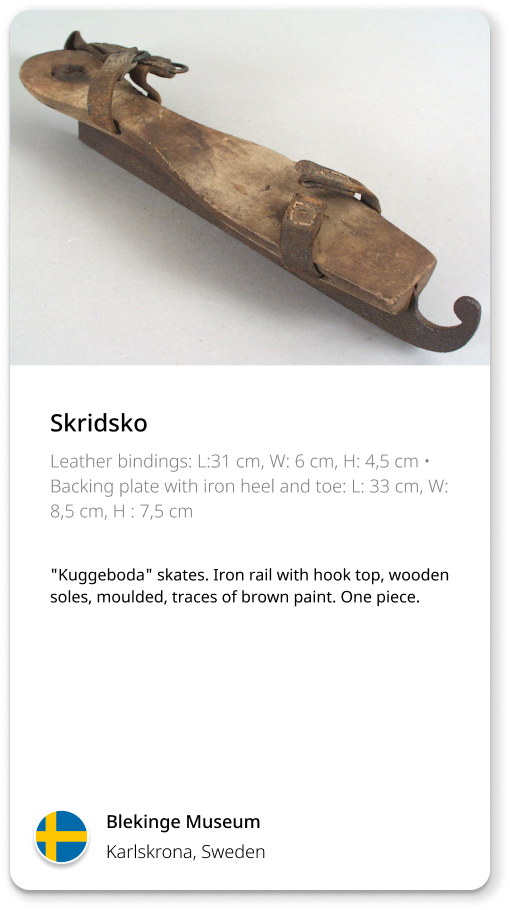 Skridsko
Leather bindings: L:31 cm, W: 6 cm, H: 4,5 cm •
Backing plate with iron heel and toe: L: 33 cm, W:
8,5 cm, H : 7,5 cm
"Kuggeboda" skates. Iron rail with hook top, wooden
soles, moulded, traces of brown paint. One piece.
Blekinge Museum
Karlskrona, Sweden